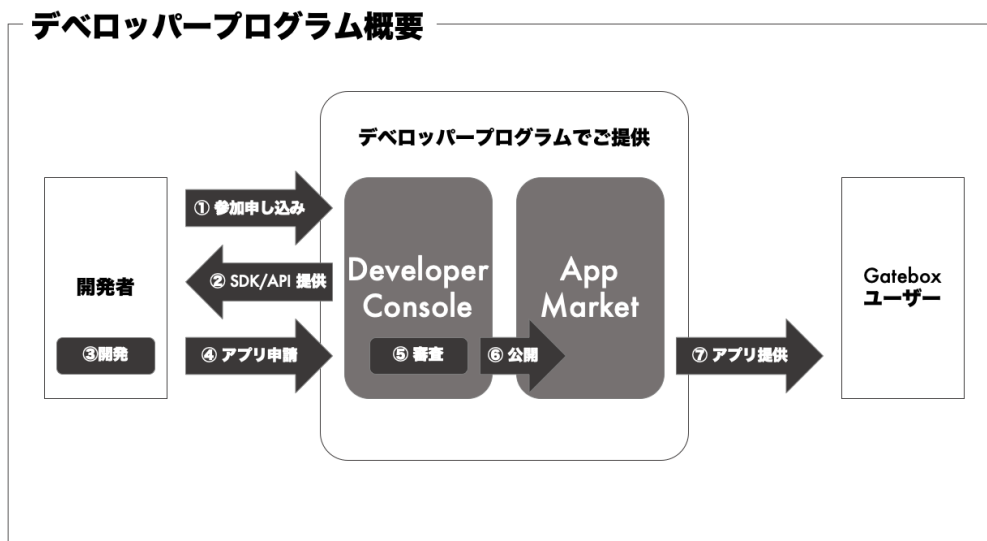 デベロッパープログラム概要
デベロッパープログラムでご提供
① 参加申し込み
② SDK/API 提供
開発者
③開発
④ アプリ申請
Developer
Console
⑤ 審査
⑥ 公開
App
Market
⑦ アプリ提供
Gatebox
ユーザー